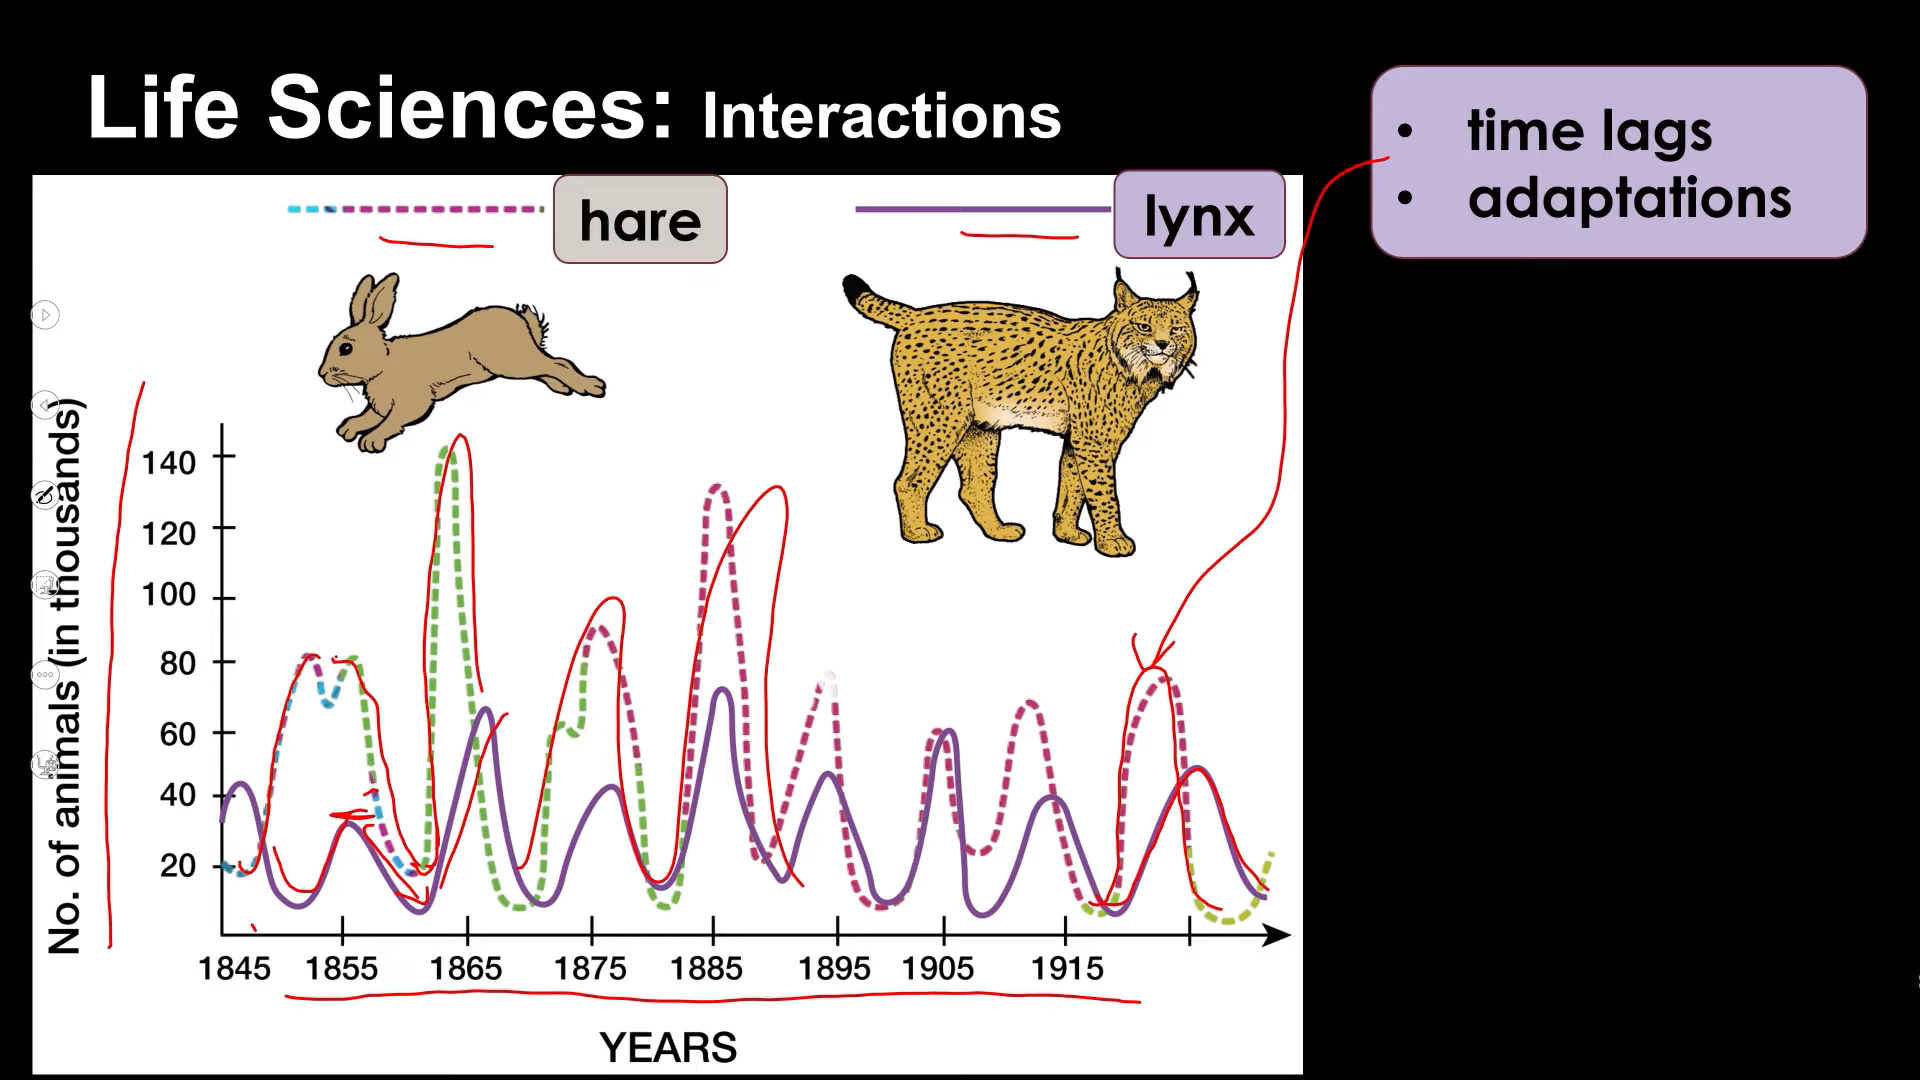 Life Sciences: Interactions
• time lags
• adaptations
hare
lynx
No. of animals (in thousands)
140
120
100
80
60
40
20
1845 1855 1865 1875 1885 1895 1905 1915
YEARS